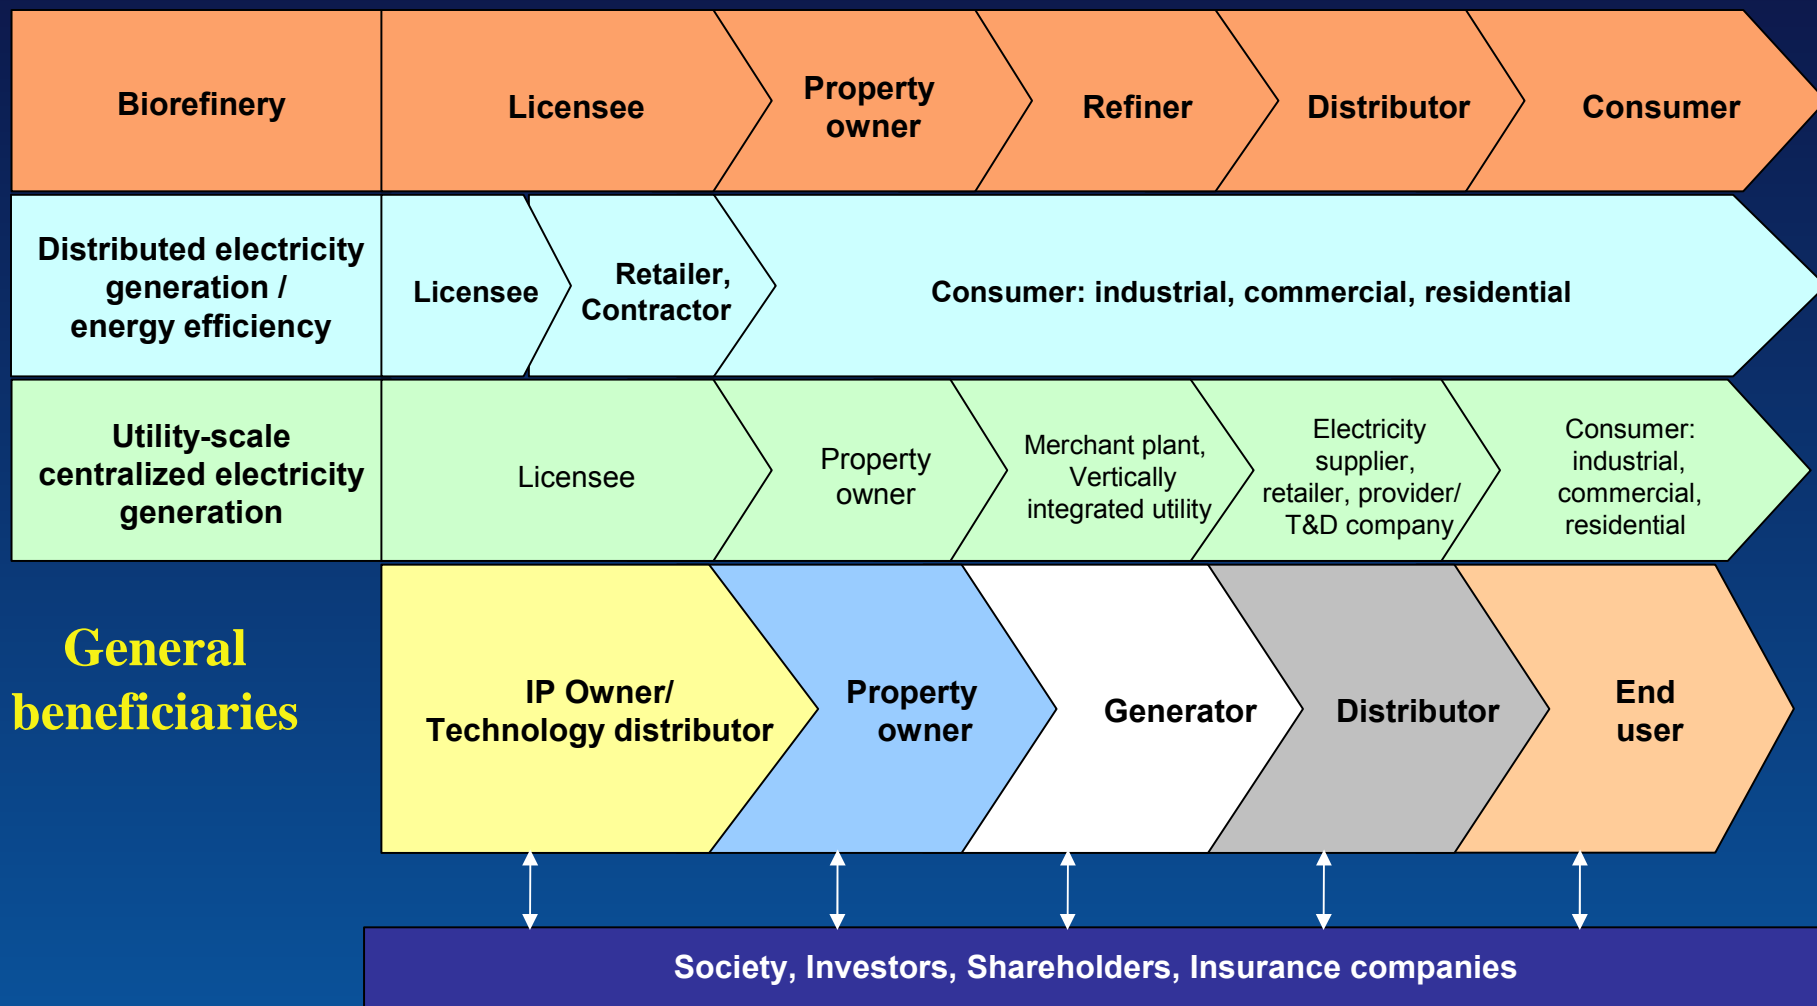 Biorefinery
Licensee
Property
owner
Refiner
Distributor
Consumer
Distributed electricity
generation /
energy efficiency
Licensee
Retailer,
Contractor
Consumer: industrial, commercial, residential
Utility-scale
centralized electricity
generation
Licensee
Property
owner
Merchant plant,
Vertically
integrated utility
Electricity
supplier,
retailer, provider/
T&D company
Consumer:
industrial,
commercial,
residential
General
beneficiaries
IP Owner/
Technology distributor
Property
owner
Generator
Distributor
End
user
Society, Investors, Shareholders, Insurance companies